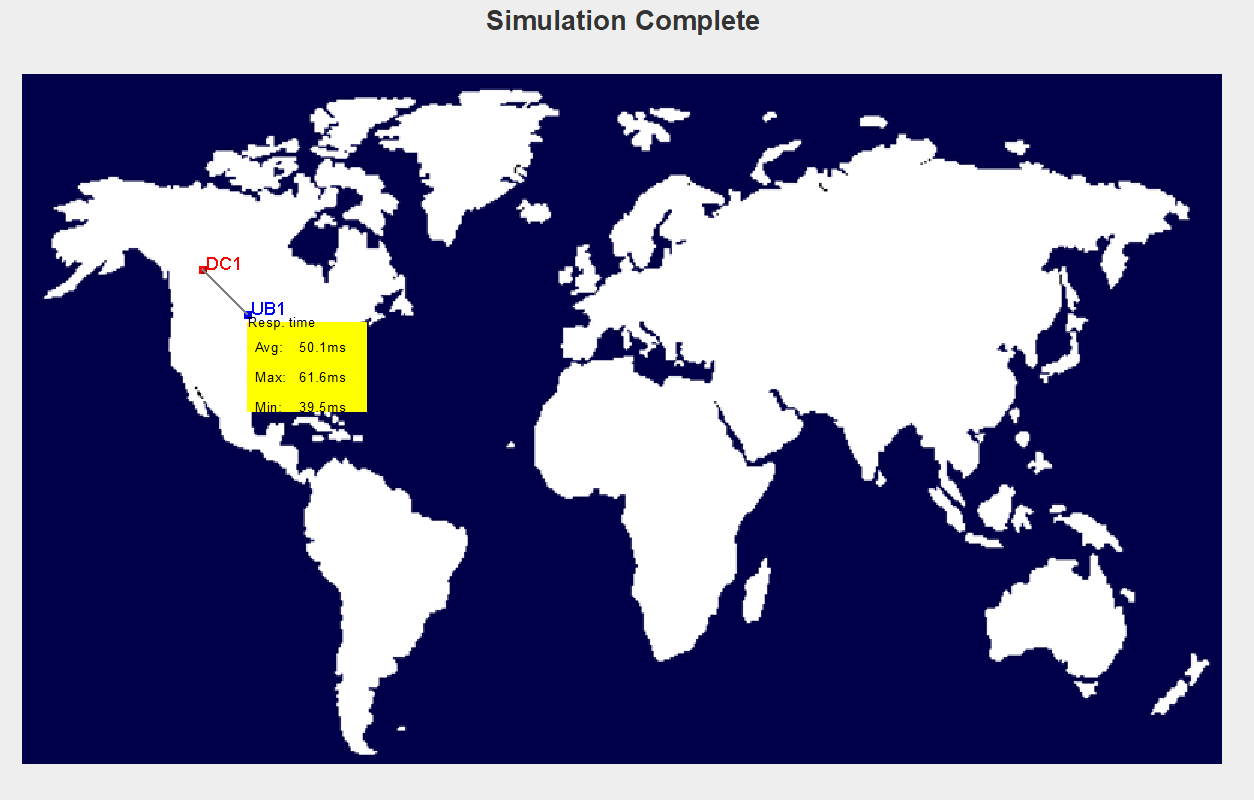 Simulation Complete
DC1
UB1
Resp. time
Avg: 50.1ms
Max: 61.6ms
Min: 39.5ms